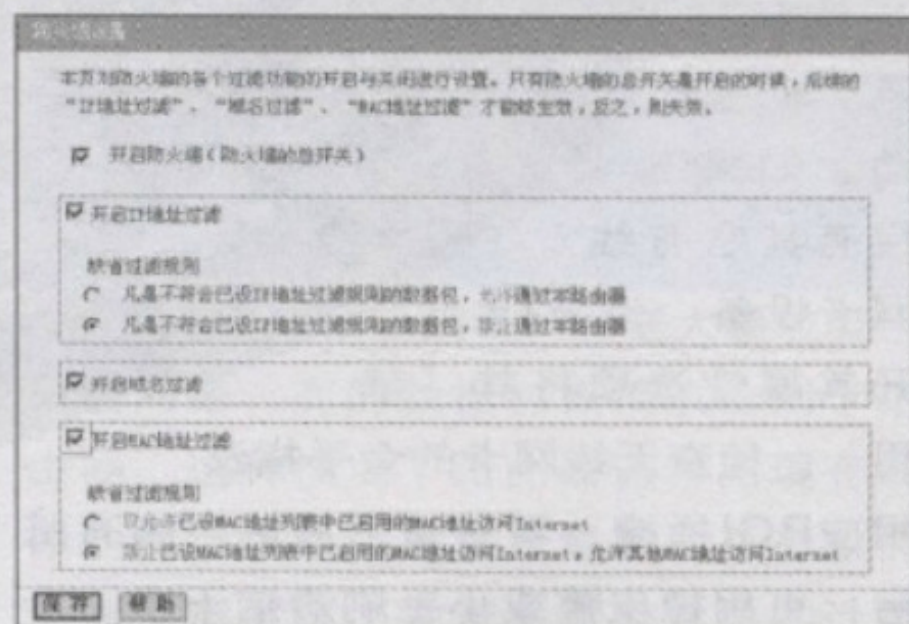 防火墙设置
本页对防火墙的各个过滤功能的开启与关闭进行设置。只有防火墙的总开关是开启的时候，后续的
“IP地址过滤”、“域名过滤”、“MAC地址过滤”才能够生效，反之，则失效。
开启防火墙(防火墙的总开关)
开启IP地址过滤
缺省过滤规则
凡是不符合已设IP地址过滤规则的数据包，允许通过本路由器
凡是不符合已设IP地址过滤规则的数据包，禁止通过本路由器
开启域名过滤
开启MAC地址过滤
缺省过滤规则
仅允许已设MAC地址列表中已启用的MAC地址访问Internet
禁止已设MAC地址列表中已启用的MAC地址访问Internet，允许其他MAC地址访问Internet
保存 帮助